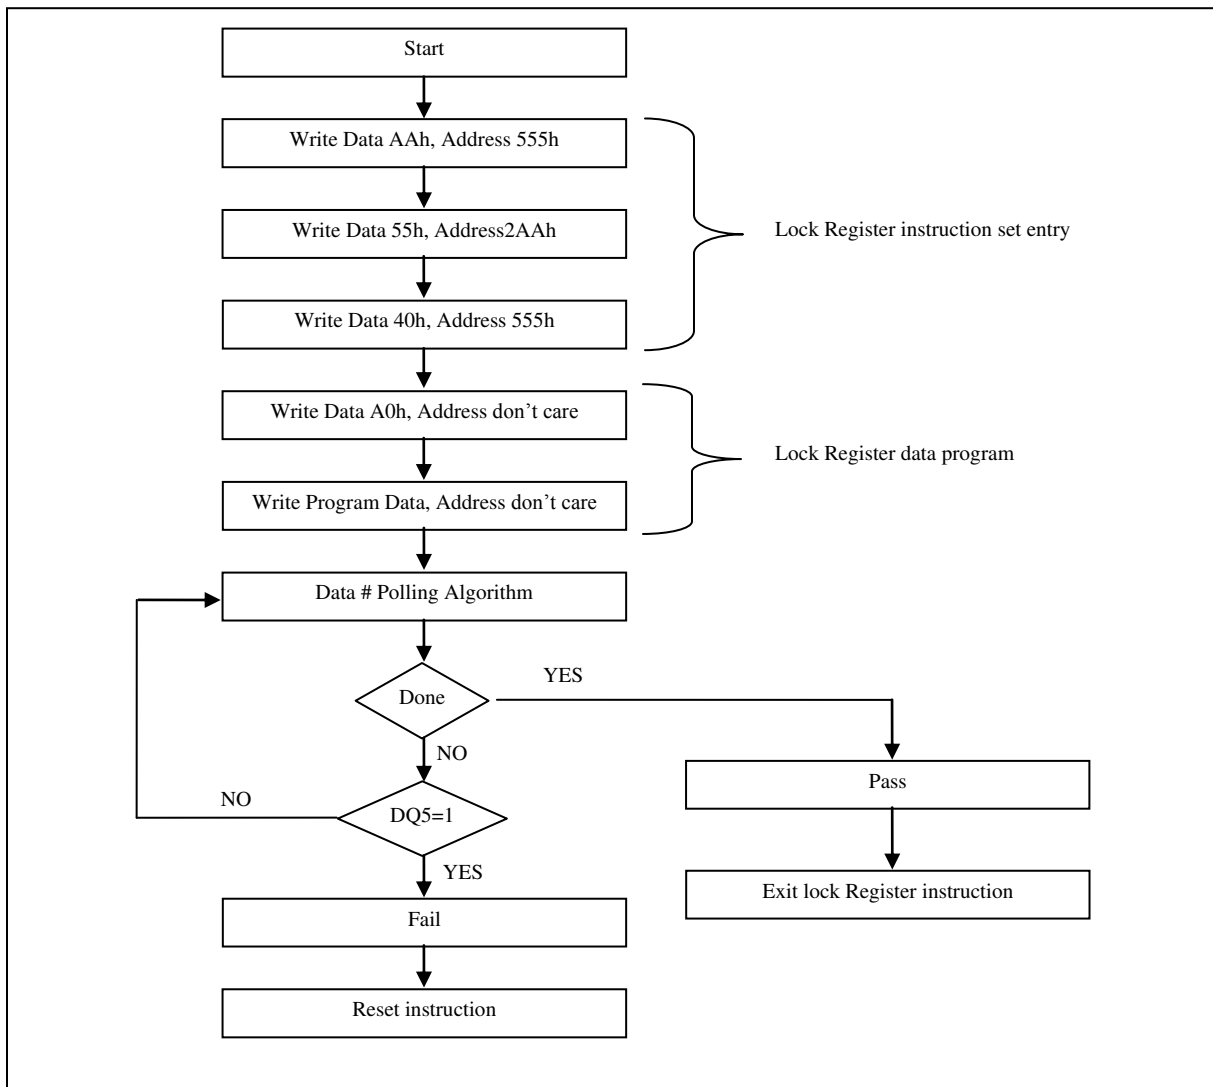 Start
Write Data AAh, Address 555h
Write Data 55h, Address2AAh
Lock Register instruction set entry
Write Data 40h, Address 555h
Write Data A0h, Address don’t care
Lock Register data program
Write Program Data, Address don’t care
Data # Polling Algorithm
YES
Done
NO
Pass
NO
DQ5=1
YES
Exit lock Register instruction
Fail
Reset instruction